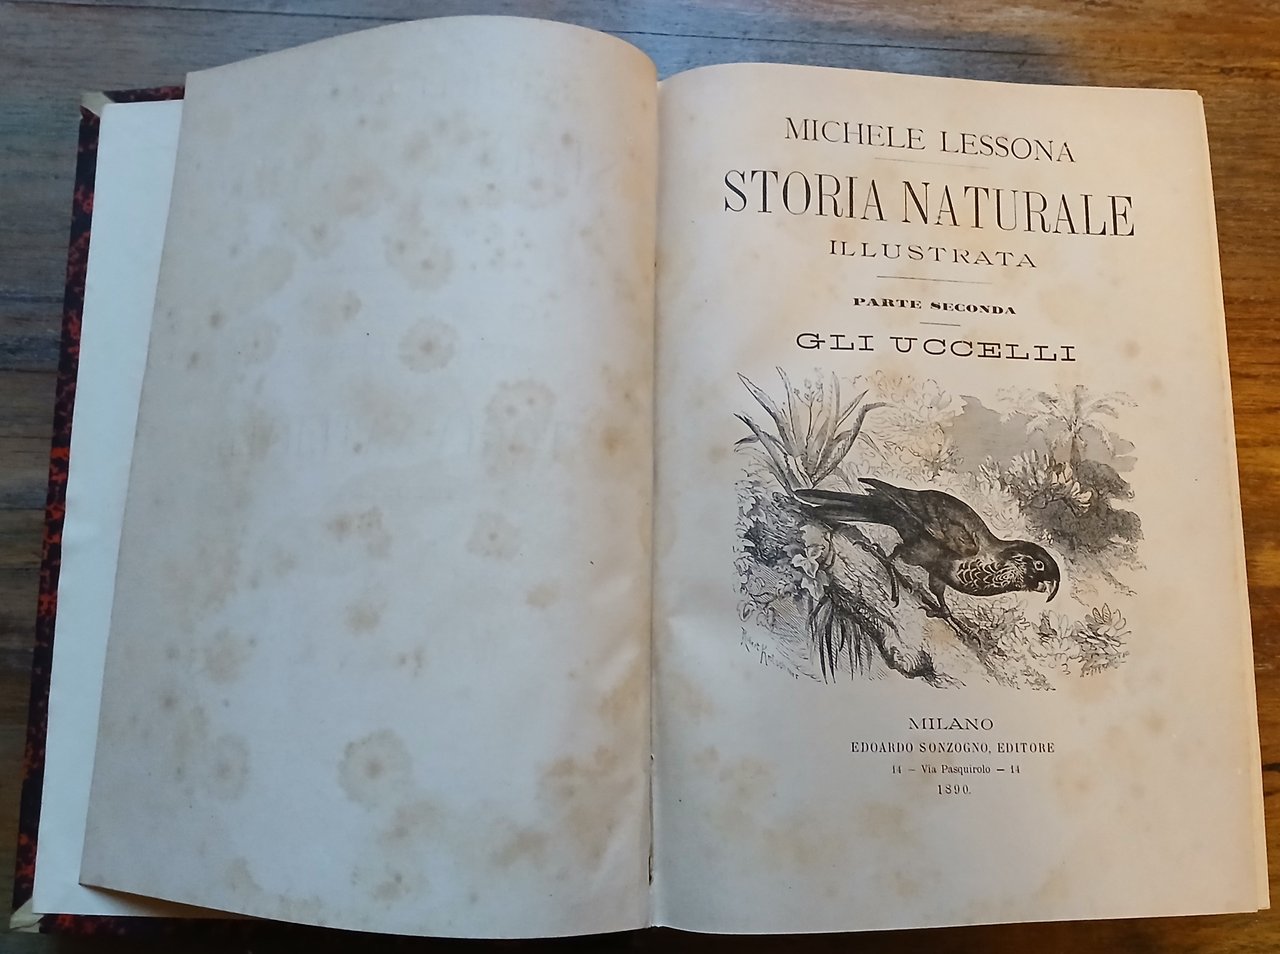 MICHELE LESSONA
STORIA NATURALE
ILLUSTRATA
PARTE SECONDA
GLI UCCELLI
MILANO
EDOARDO SONZOGNO, EDITORE
14 – Via Pasquirolo – 14
1890.